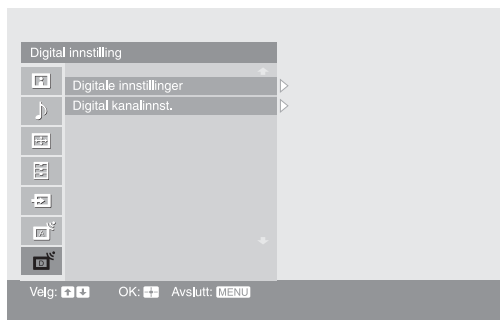 Digital innstilling
Digitale innstillinger
Digital kanalinnst.
Velg: OK: Avslutt: MENU